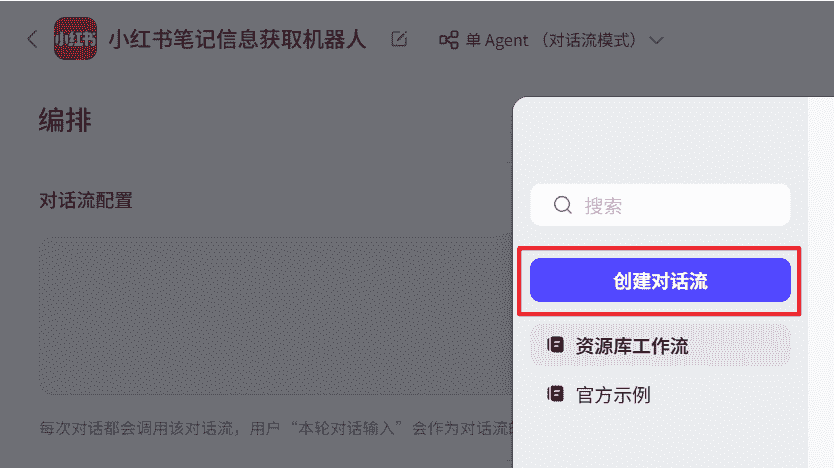 小红书
小红书笔记信息获取机器人
单 Agent （对话流模式）
编排
对话流配置
搜索
创建对话流
资源库工作流
官方示例
每次对话都会调用该对话流，用户“本轮对话输入”会作为对话流